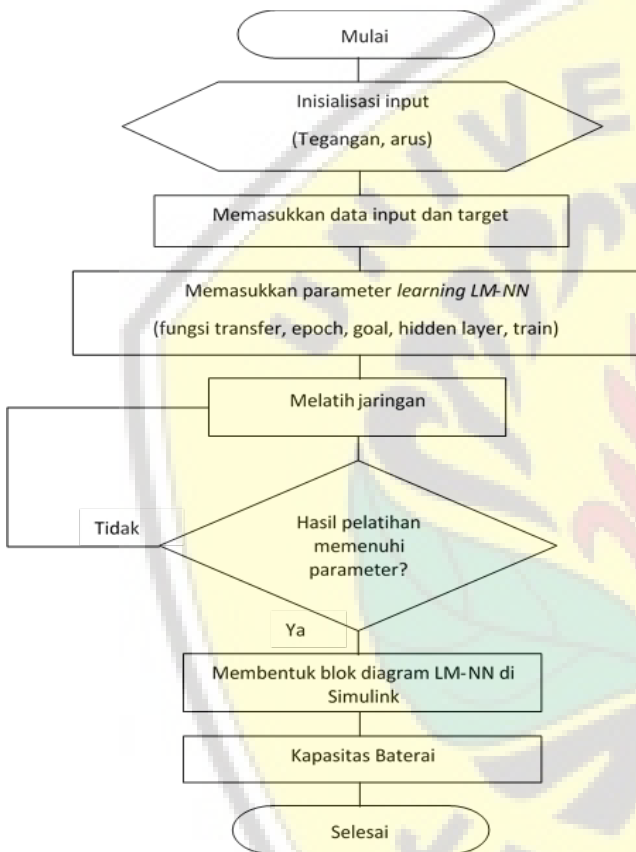 Mulai
Inisialisasi input
(Tegangan, arus)
Memasukkan data input dan target
Memasukkan parameter learning LM-NN
(fungsi transfer, epoch, goal, hidden layer, train)
Melatih jaringan
Hasil pelatihan
memenuhi
parameter?
Tidak
Ya
Membentuk blok diagram LM-NN di
Simulink
Kapasitas Baterai
Selesai
UNIVE